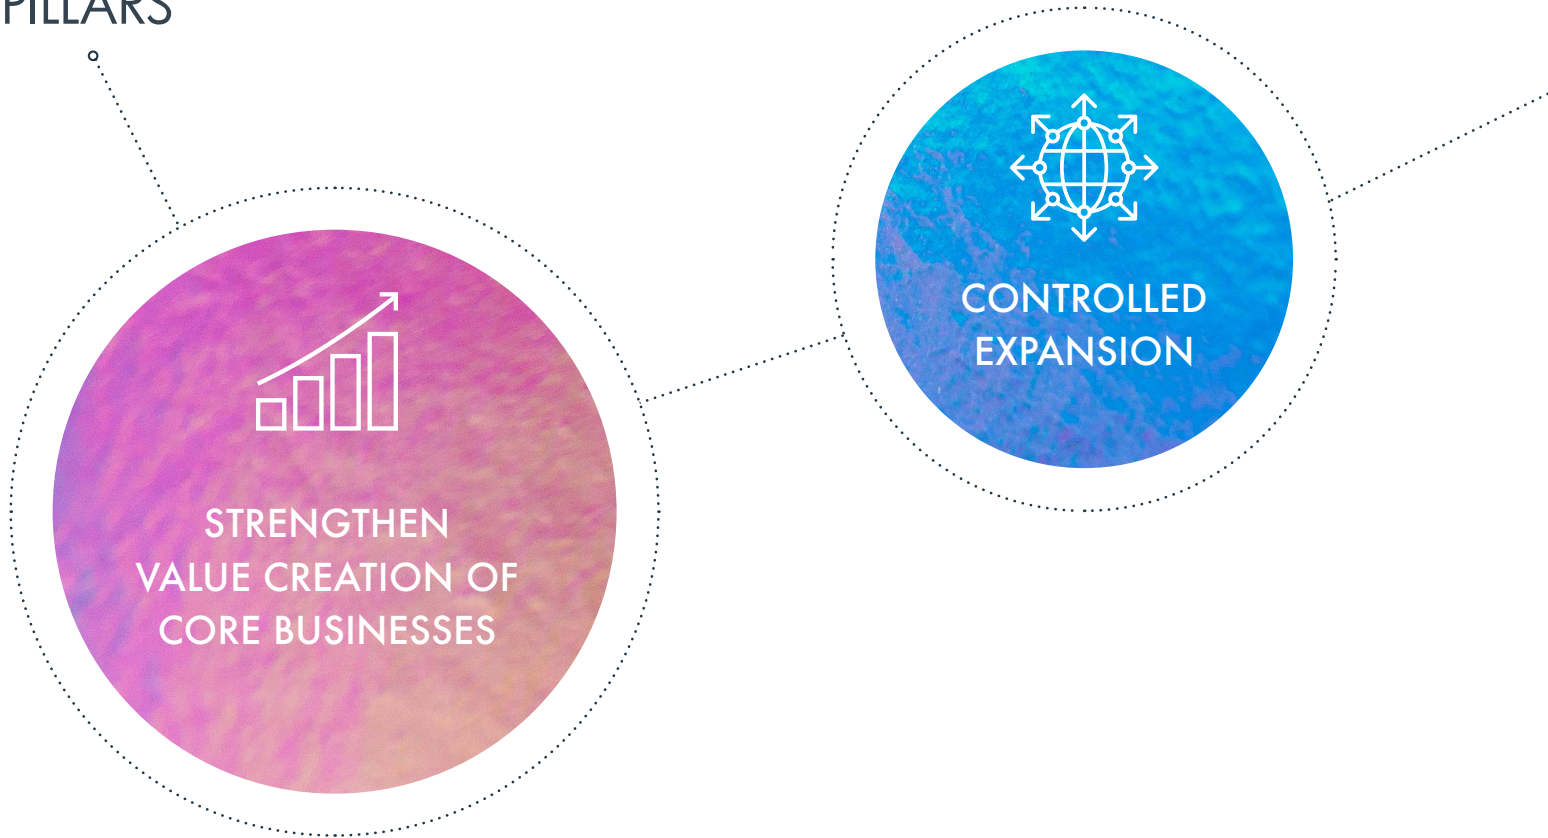 PILLARS
STRENGTHEN
VALUE CREATION OF
CORE BUSINESSES
CONTROLLED
EXPANSION